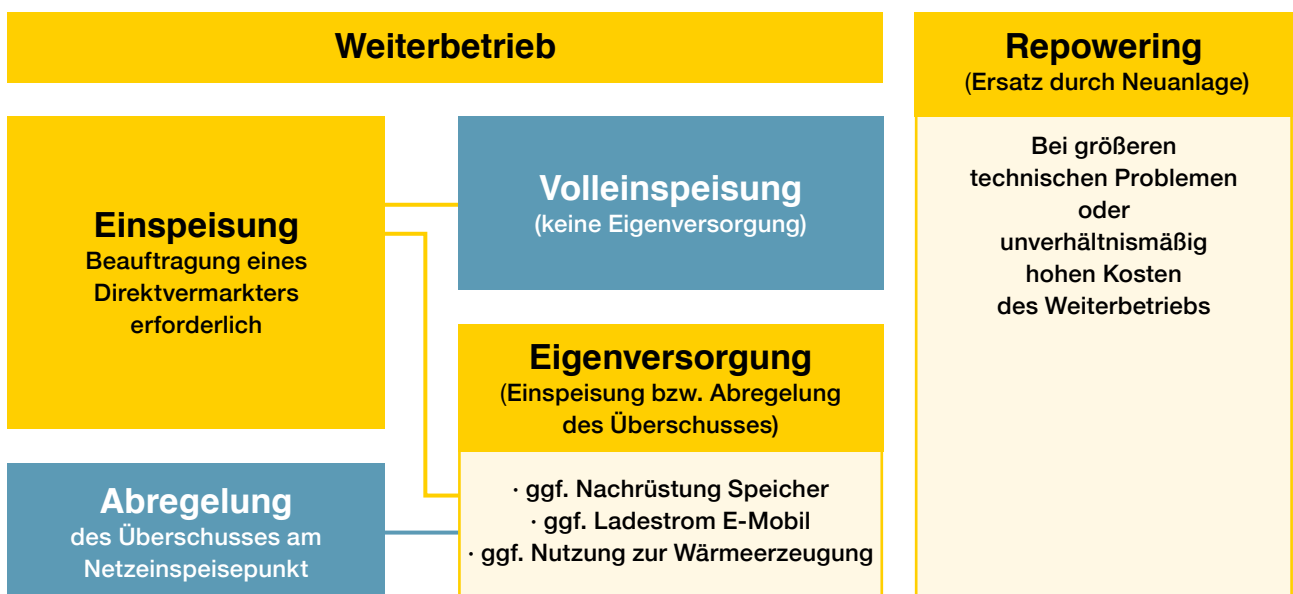 Weiterbetrieb
Einspeisung
Beauftragung eines
Direktvermarkters
erforderlich
Abregelung
des Überschusses am
Netzeinspeisepunkt
Volleinspeisung
(keine Eigenversorgung)
Eigenversorgung
(Einspeisung bzw. Abregelung
des Überschusses)
· ggf. Nachrüstung Speicher
· ggf. Ladestrom E-Mobil
· ggf. Nutzung zur Wärmeerzeugung
Repowering
(Ersatz durch Neuanlage)
Bei größeren
technischen Problemen
oder
unverhältnismäßig
hohen Kosten
des Weiterbetriebs